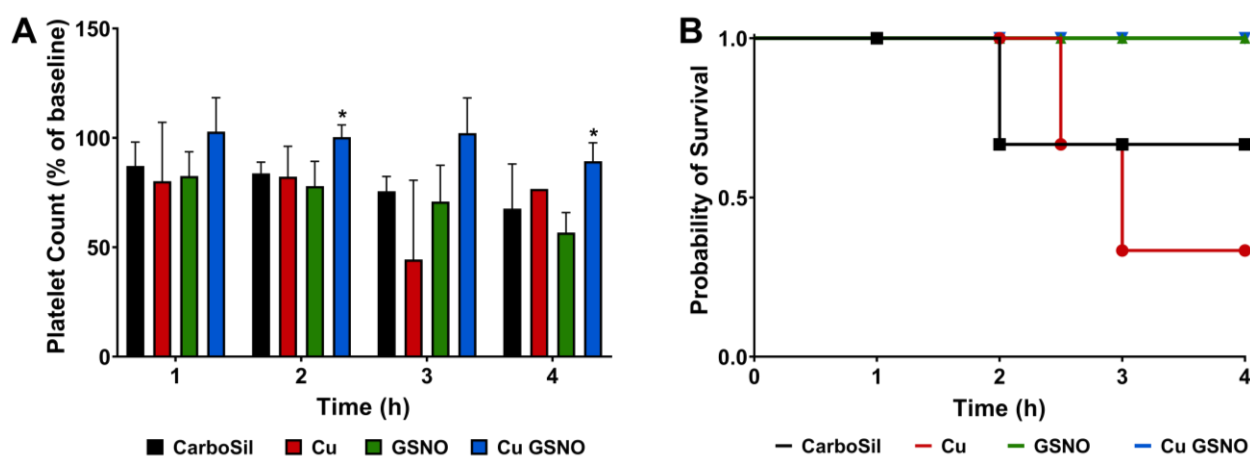 A
Platelet Count (% of baseline)
150
100
50
0
* *
1 2 3 4
Time (h)
CarboSil Cu GSNO Cu GSNO
B
Probability of Survival
1.0
0.5
0.0
0 1 2 3 4
Time (h)
CarboSil Cu GSNO Cu GSNO